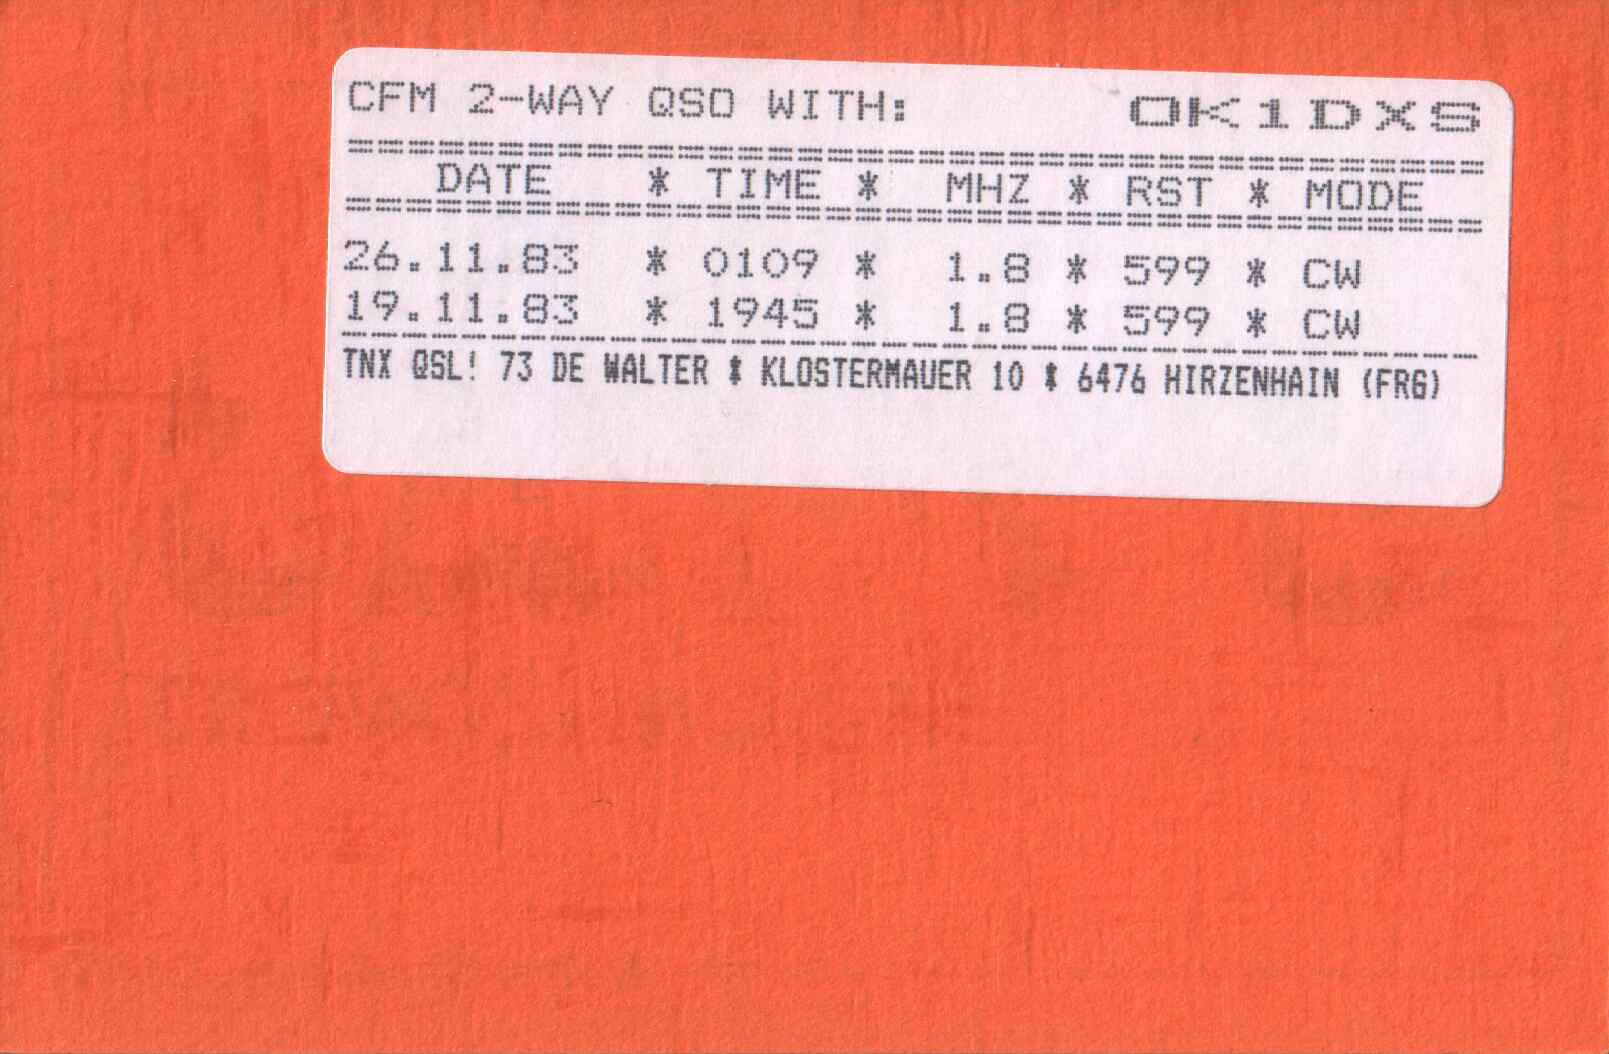 CFM 2-WAY QSO WITH: OK1DXS
================================
DATE * TIME * MHZ * RST * MODE
================================
26.11.83 * 0109 * 1.8 * 599 * CW
19.11.83 * 1945 * 1.8 * 599 * CW
--------------------------------
TNX QSL! 73 DE WALTER * KLOSTERMAUER 10 * 6476 HIRZENHAIN (FRG)